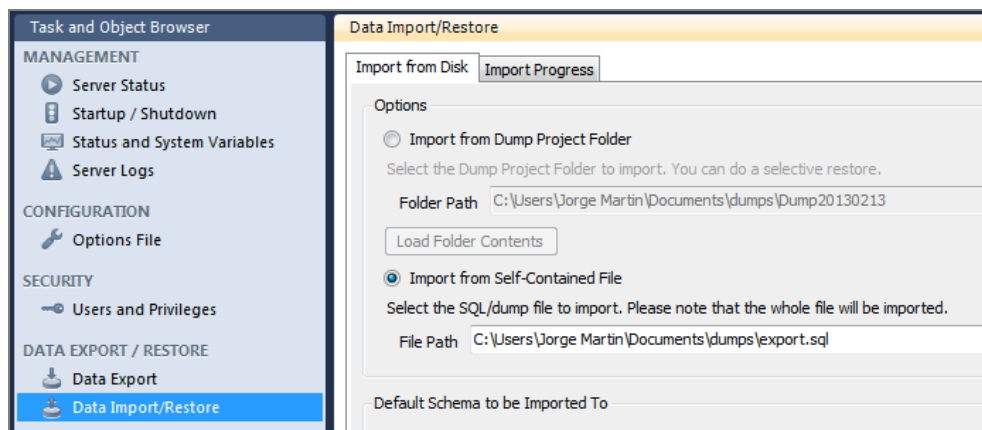 Task and Object Browser
MANAGEMENT
Server Status
Startup / Shutdown
Status and System Variables
Server Logs
CONFIGURATION
Options File
SECURITY
Users and Privileges
DATA EXPORT / RESTORE
Data Export
Data Import/Restore
Data Import/Restore
Import from Disk
Import Progress
Options
Import from Dump Project Folder
Select the Dump Project Folder to import. You can do a selective restore.
Folder Path C:\Users\Jorge Martin\Documents\dumps\Dump20130213
Load Folder Contents
Import from Self-Contained File
Select the SQL/dump file to import. Please note that the whole file will be imported.
File Path C:\Users\Jorge Martin\Documents\dumps\export.sql
Default Schema to be Imported To